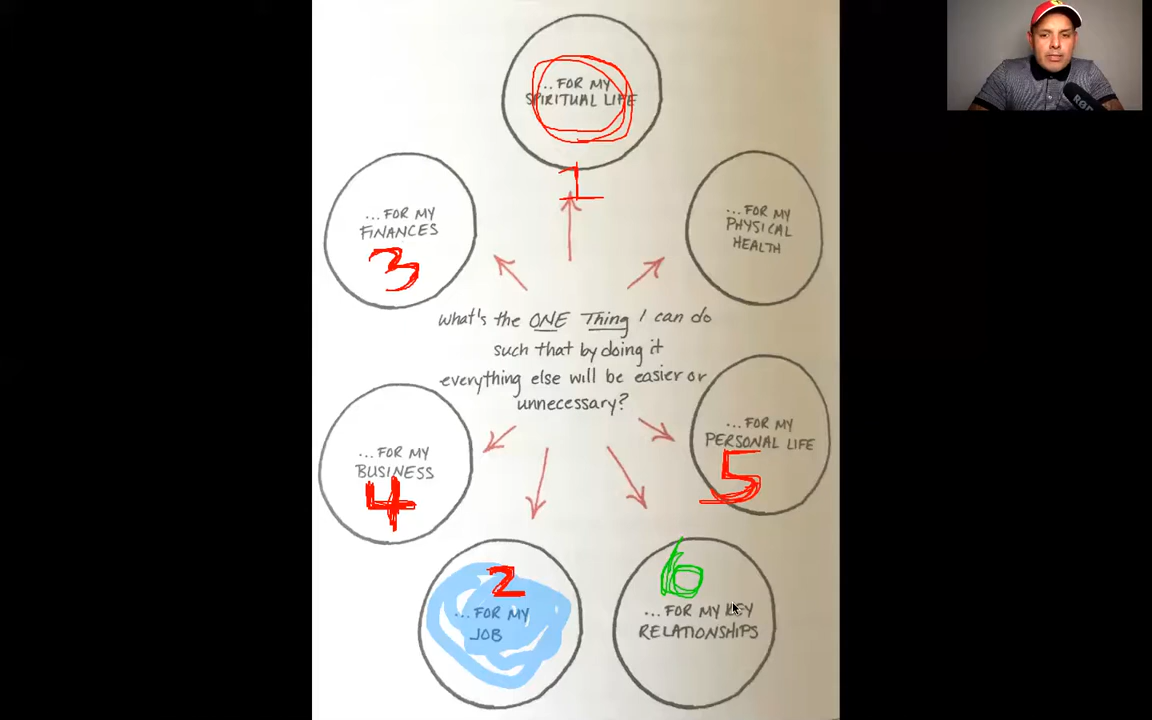 ...FOR MY
SPIRITUAL LIFE
1
...FOR MY
FINANCES
3
...FOR MY
PHYSICAL
HEALTH
What's the ONE Thing I can do
such that by doing it
everything else will be easier or
unnecessary?
...FOR MY
BUSINESS
4
...FOR MY
PERSONAL LIFE
5
2
...FOR MY
JOB
6
...FOR MY KEY
RELATIONSHIPS